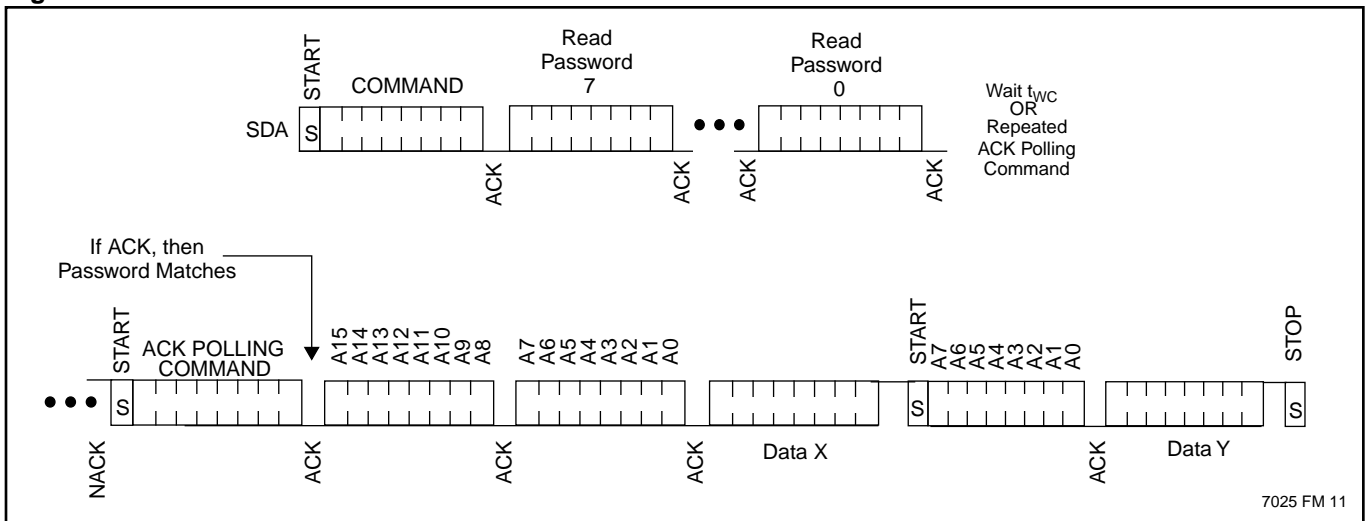 START
COMMAND
Read
Password
7
Read
Password
0
Wait tWC
OR
Repeated
ACK Polling
Command
SDA
S
ACK
ACK
ACK
ACK
If ACK, then
Password Matches
START
ACK POLLING
COMMAND
A15
A14
A13
A12
A11
A10
A9
A8
A7
A6
A5
A4
A3
A2
A1
A0
START
A7
A6
A5
A4
A3
A2
A1
A0
STOP
S
S
S
NACK
ACK
ACK
ACK
Data X
ACK
Data Y
7025 FM 11